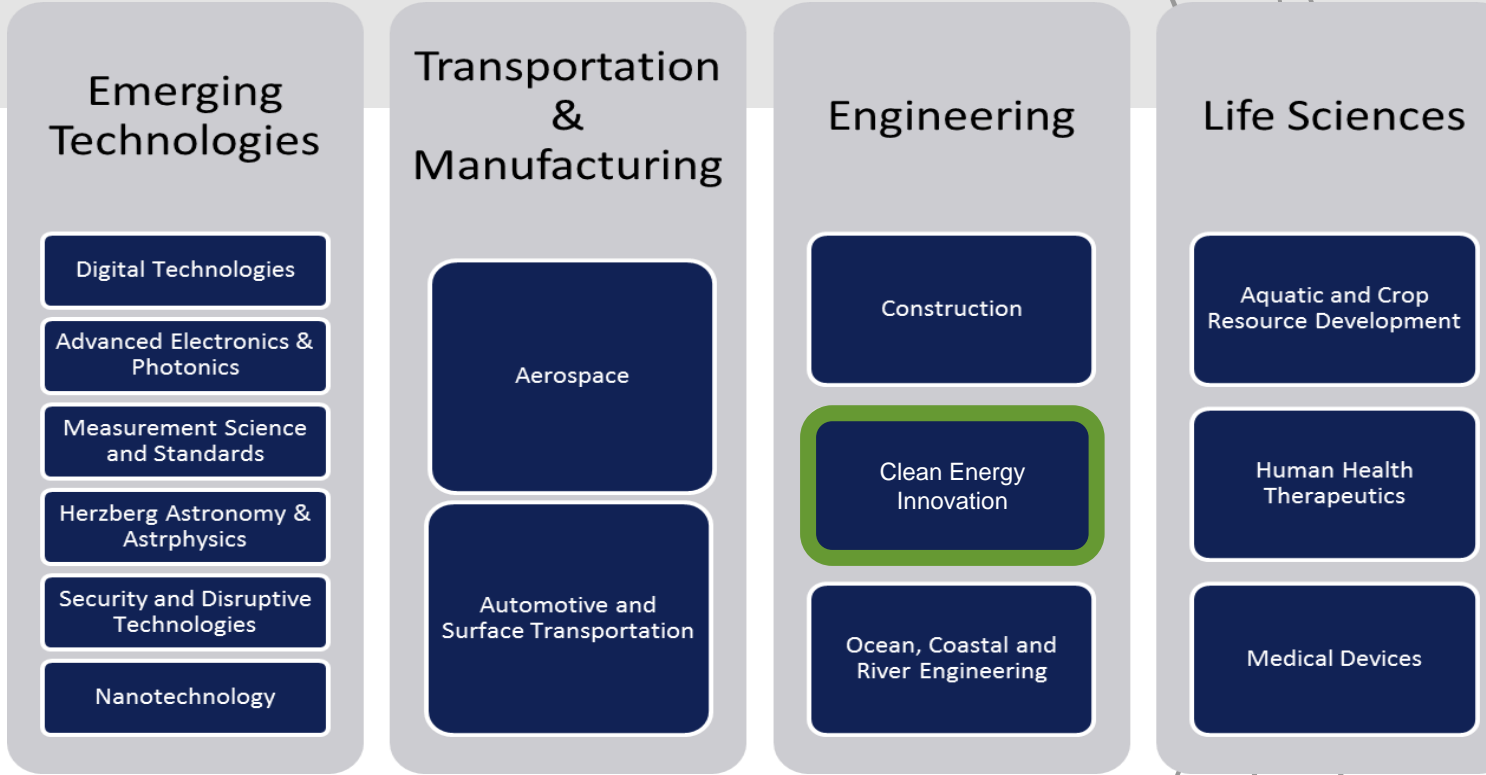 Emerging
Technologies
Digital Technologies
Advanced Electronics &
Photonics
Measurement Science
and Standards
Herzberg Astronomy &
Astrphysics
Security and Disruptive
Technologies
Nanotechnology
Transportation
&
Manufacturing
Aerospace
Automotive and
Surface Transportation
Engineering
Construction
Clean Energy
Innovation
Ocean, Coastal and
River Engineering
Life Sciences
Aquatic and Crop
Resource Development
Human Health
Therapeutics
Medical Devices